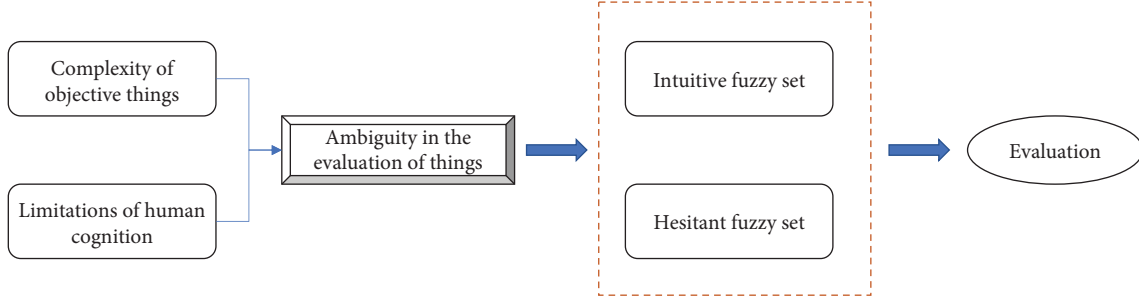 Complexity of
objective things
Limitations of human
cognition
Ambiguity in the
evaluation of things
Intuitive fuzzy set
Hesitant fuzzy set
Evaluation